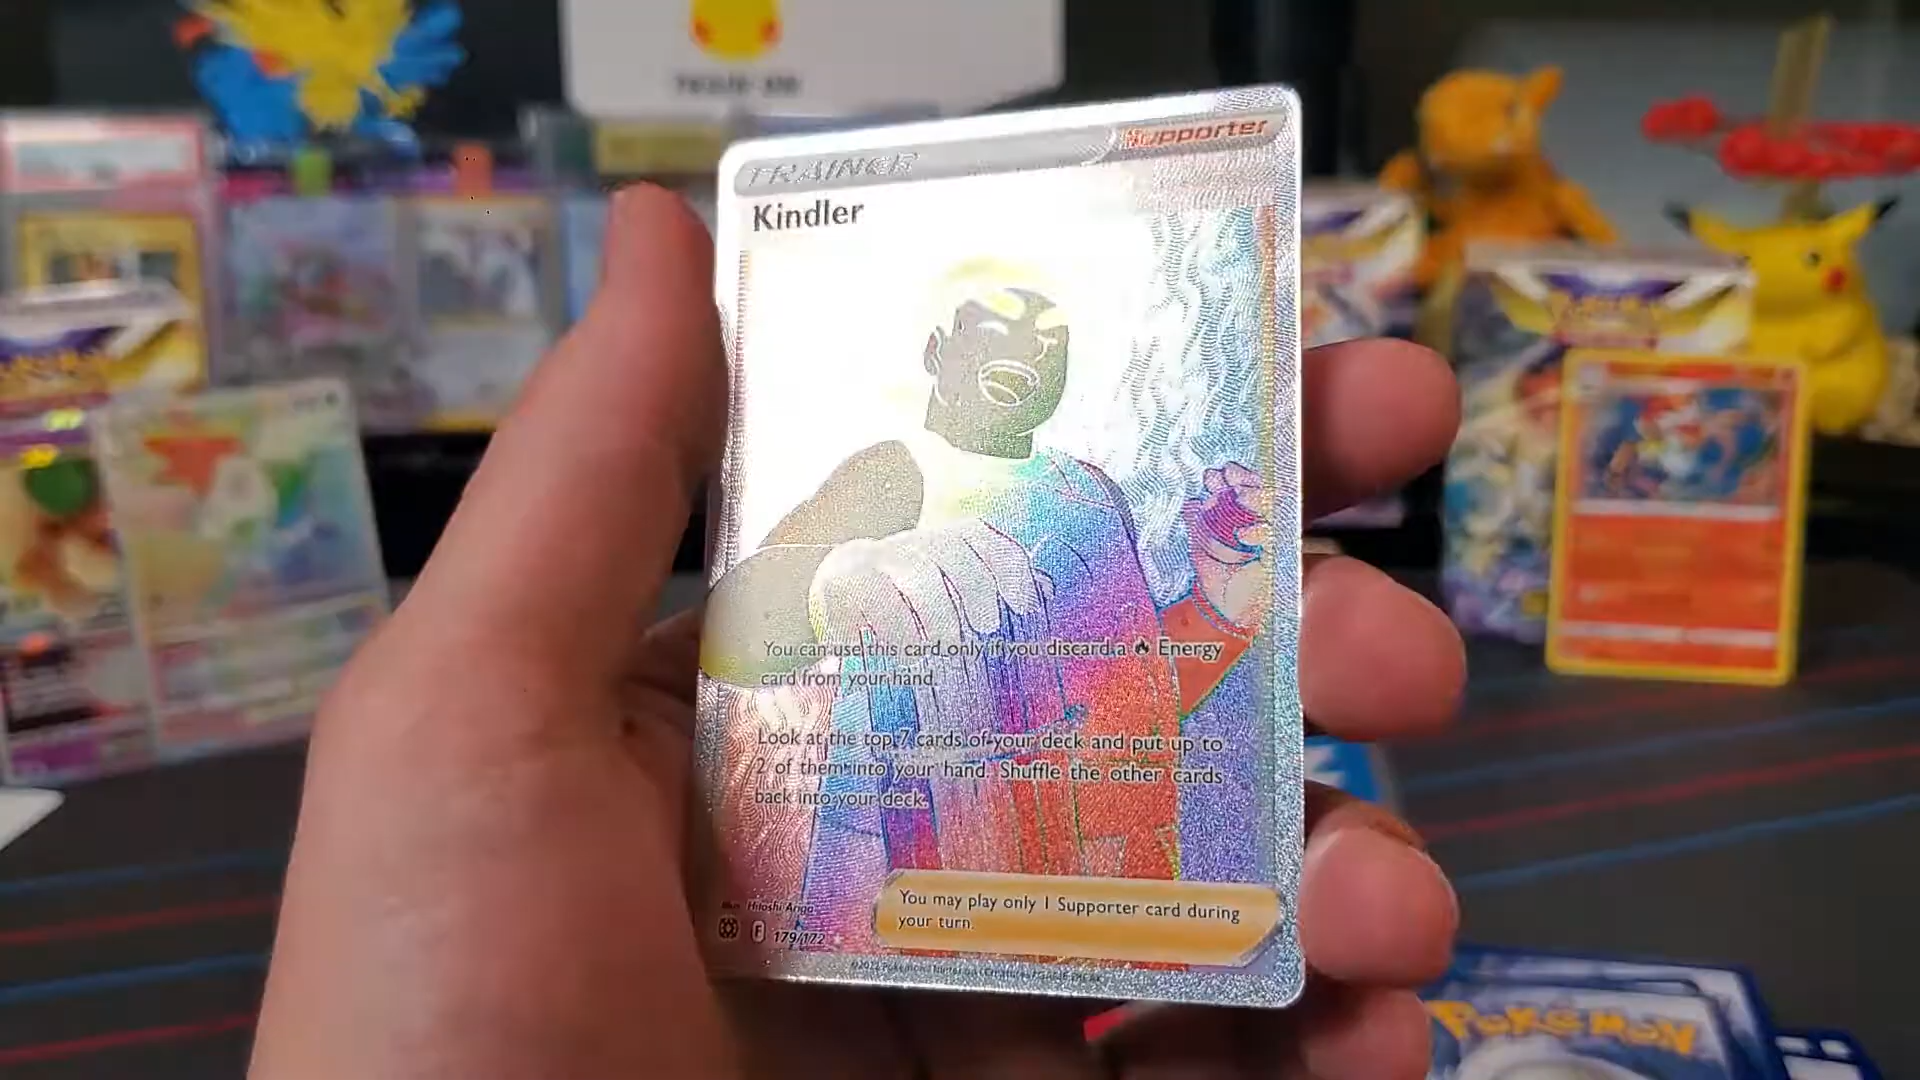 TRAINER
Supporter
Kindler
You can use this card only if you discard a Energy
card from your hand.
Look at the top 7 cards of your deck and put up to
2 of them into your hand. Shuffle the other cards
back into your deck.
You may play only 1 Supporter card during
your turn.
Illus. Hitoshi Ariga
F 179/172
POKéMON